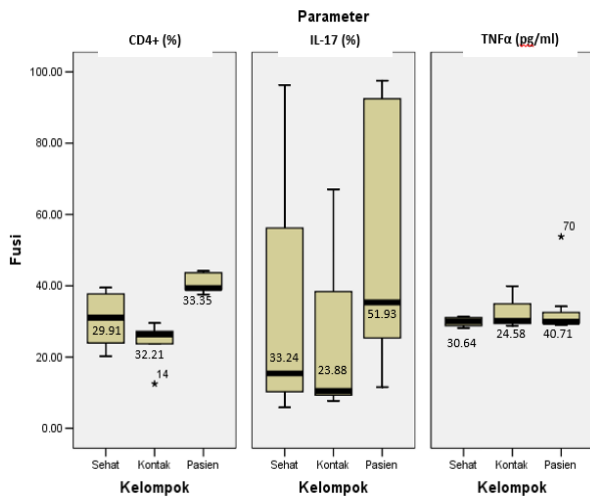 Parameter
CD4+ (%) IL-17 (%) TNFα (pg/ml)
100.00
80.00
60.00
40.00
20.00
0.00
Fusi
29.91 32.21 33.35
14
33.24 23.88 51.93
30.64 24.58 40.71
70
Sehat Kontak Pasien Sehat Kontak Pasien Sehat Kontak Pasien
Kelompok Kelompok Kelompok